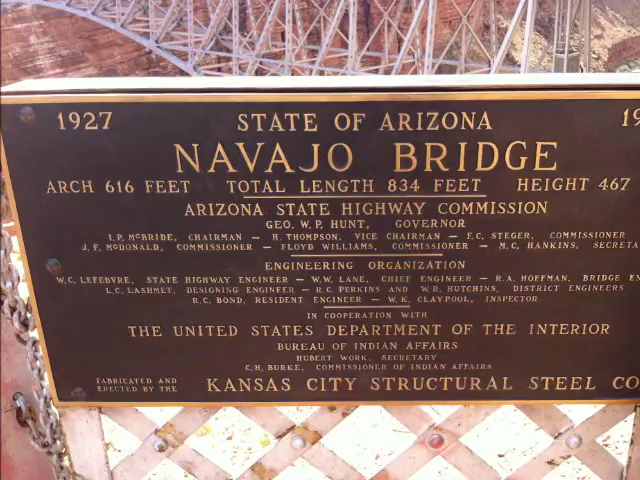 1927 STATE OF ARIZONA 19
NAVAJO BRIDGE
ARCH 616 FEET TOTAL LENGTH 834 FEET HEIGHT 467
ARIZONA STATE HIGHWAY COMMISSION
GEO. W. P. HUNT, GOVERNOR
I. P. McBRIDE, CHAIRMAN — H. THOMPSON, VICE CHAIRMAN — F. C. STEGER, COMMISSIONER
J. F. McDONALD, COMMISSIONER — FLOYD WILLIAMS, COMMISSIONER — M. C. HANKINS, SECRETA
ENGINEERING ORGANIZATION
W. C. LEFEBVRE, STATE HIGHWAY ENGINEER — W. W. LANE, CHIEF ENGINEER — R. A. HOFFMAN, BRIDGE EN
L. C. LASHMET, DESIGNING ENGINEER — R. C. PERKINS AND W. R. HUTCHINS, DISTRICT ENGINEERS
R. C. BOND, RESIDENT ENGINEER — W. K. CLAYPOOL, INSPECTOR
IN COOPERATION WITH
THE UNITED STATES DEPARTMENT OF THE INTERIOR
BUREAU OF INDIAN AFFAIRS
HUBERT WORK, SECRETARY
C. H. BURKE, COMMISSIONER OF INDIAN AFFAIRS
FABRICATED AND
ERECTED BY THE KANSAS CITY STRUCTURAL STEEL CO